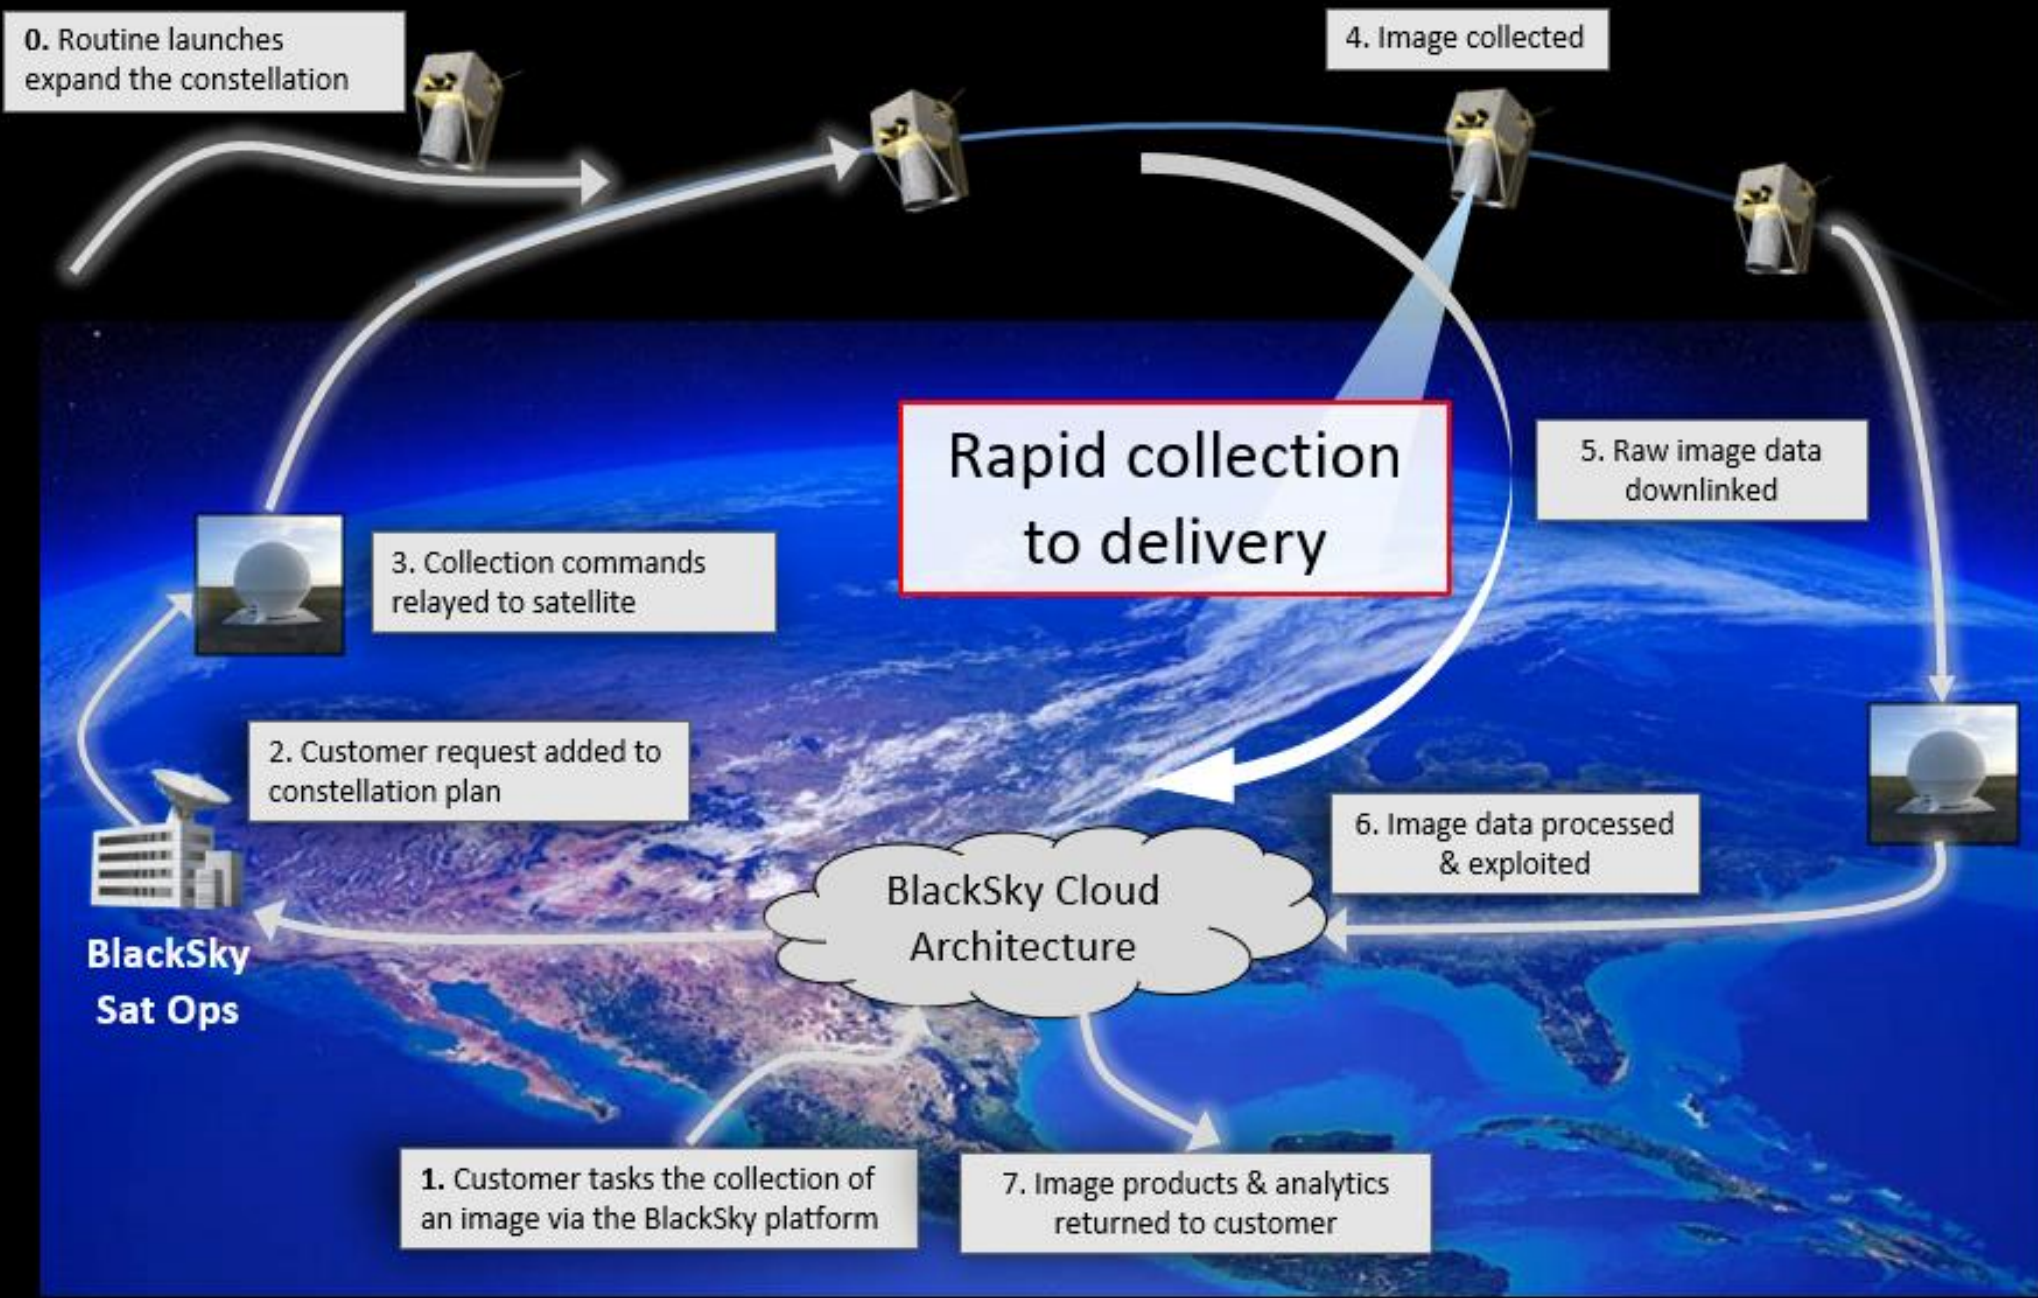 0. Routine launches
expand the constellation
4. Image collected
Rapid collection
to delivery
5. Raw image data
downlinked
3. Collection commands
relayed to satellite
2. Customer request added to
constellation plan
6. Image data processed
& exploited
BlackSky Cloud
Architecture
BlackSky
Sat Ops
1. Customer tasks the collection of
an image via the BlackSky platform
7. Image products & analytics
returned to customer